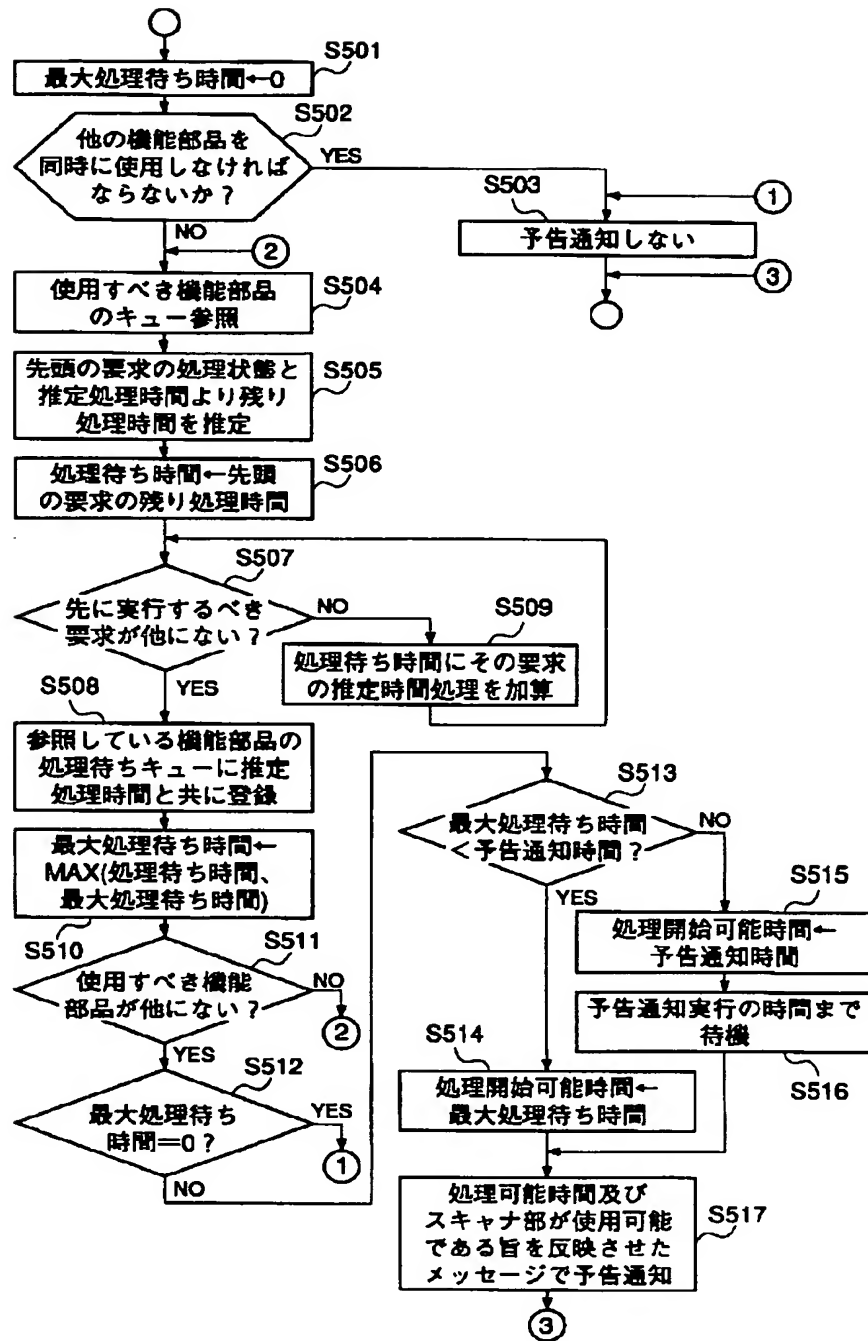 S501
最大処理待ち時間←0
S502
他の機能部品を
同時に使用しなければ
ならないか？
YES
NO
S503
①
予告通知しない
③
②
使用すべき機能部品
のキュー参照
S504
先頭の要求の処理状態と
推定処理時間より残り
処理時間を推定
S505
処理待ち時間←先頭
の要求の残り処理時間
S506
S507
先に実行するべき
要求が他にない？
NO
YES
S509
処理待ち時間にその要求
の推定時間処理を加算
S508
参照している機能部品の
処理待ちキューに推定
処理時間と共に登録
最大処理待ち時間←
MAX(処理待ち時間、
最大処理待ち時間)
S510
S511
使用すべき機能
部品が他にない？
NO
②
YES
S512
最大処理待ち
時間＝0？
YES
①
NO
S513
最大処理待ち時間
＜予告通知時間？
NO
YES
S515
処理開始可能時間←
予告通知時間
予告通知実行の時間まで
待機
S516
S514
処理開始可能時間←
最大処理待ち時間
処理可能時間及び
スキャナ部が使用可能
である旨を反映させた
メッセージで予告通知
S517
③